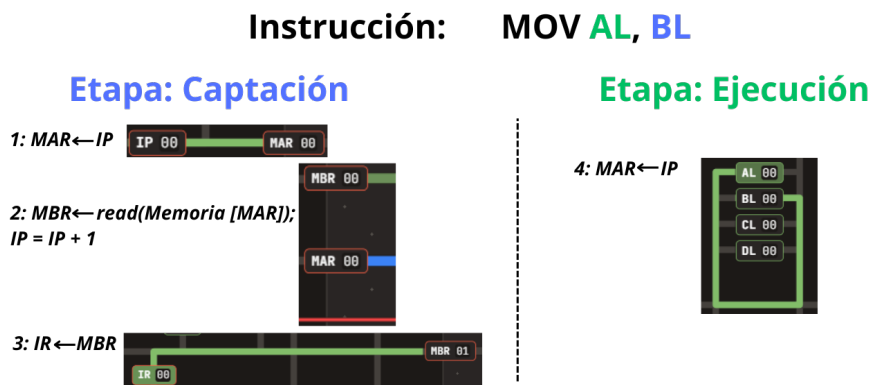 Instrucción: MOV AL, BL
Etapa: Captación
1: MAR←IP
IP 00
MAR 00
MBR 00
2: MBR←read(Memoria [MAR]);
IP = IP + 1
MAR 00
3: IR←MBR
MBR 01
IR 00
Etapa: Ejecución
4: MAR←IP
AL 00
BL 00
CL 00
DL 00